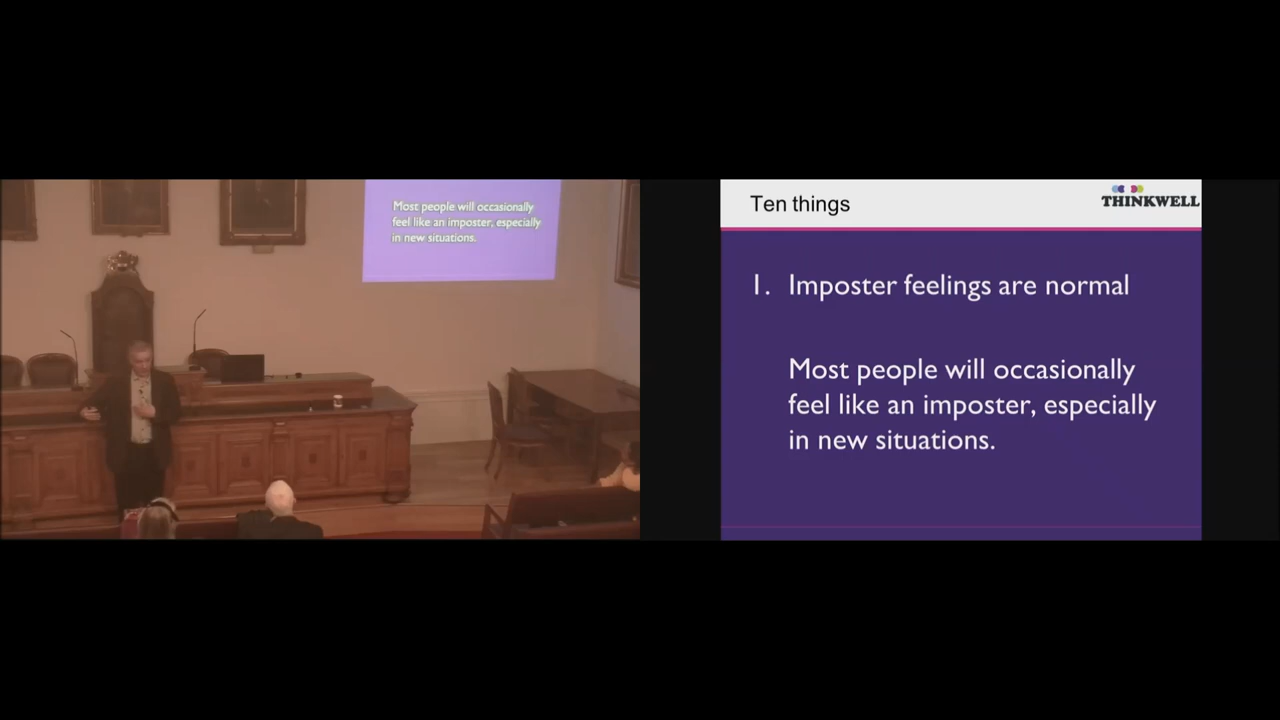 Most people will occasionally
feel like an imposter, especially
in new situations.
Ten things
THINKWELL
1. Imposter feelings are normal
Most people will occasionally
feel like an imposter, especially
in new situations.